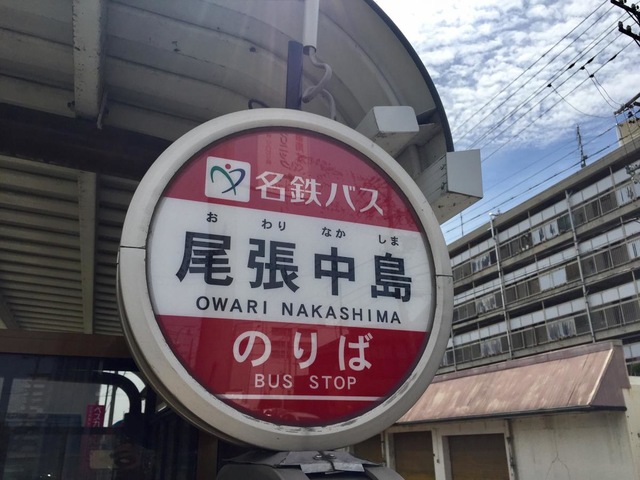 名鉄バス
お わり なか しま
尾張中島
OWARI NAKASHIMA
のりば
BUS STOP